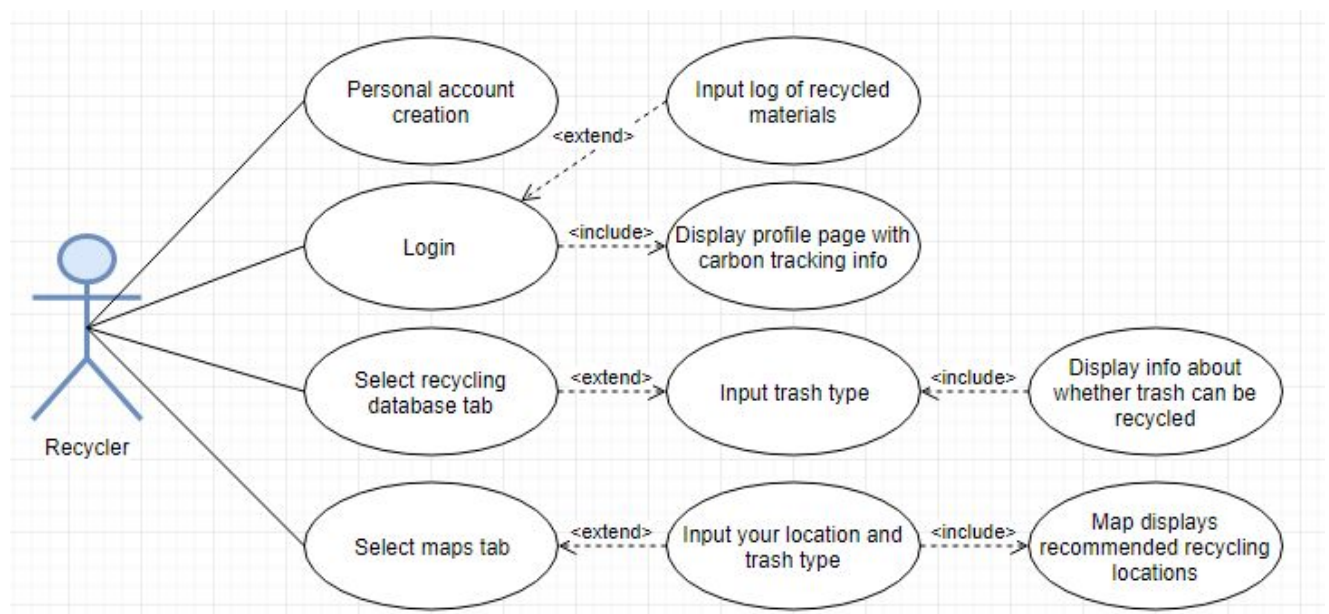 Personal account
creation
Input log of recycled
materials
<extend>
Login
<include>
Display profile page with
carbon tracking info
Recycler
Select recycling
database tab
<extend>
Input trash type
<include>
Display info about
whether trash can be
recycled
Select maps tab
<extend>
Input your location and
trash type
<include>
Map displays
recommended recycling
locations